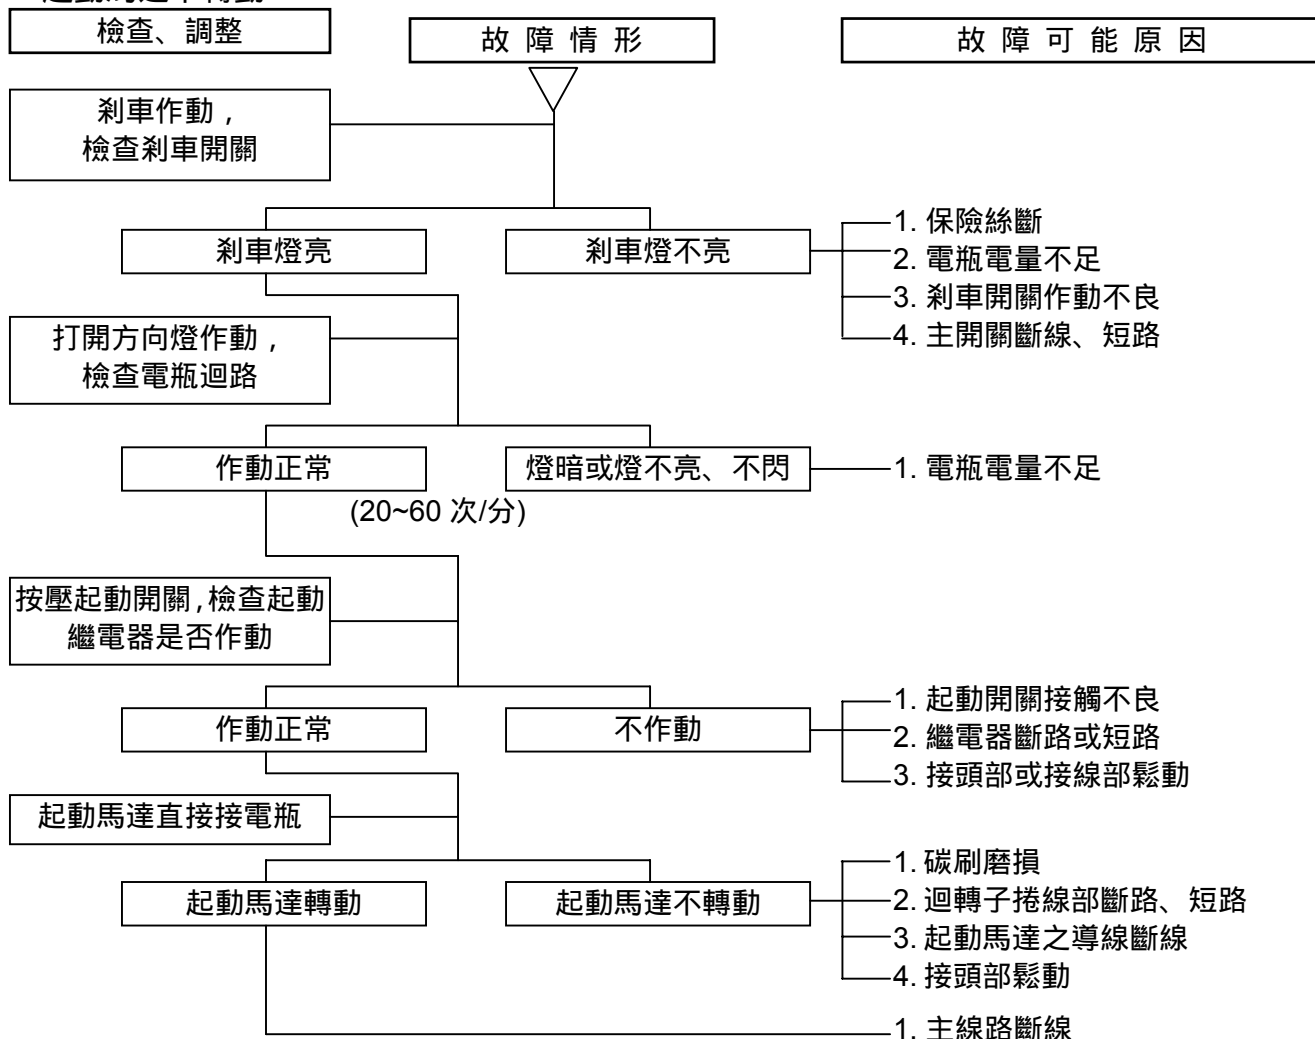 檢查、調整
故障情形
故障可能原因
剎車作動，
檢查剎車開關
剎車燈亮
剎車燈不亮
1. 保險絲斷
2. 電瓶電量不足
3. 剎車開關作動不良
4. 主開關斷線、短路
打開方向燈作動，
檢查電瓶迴路
作動正常
(20~60 次/分)
燈暗或燈不亮、不閃
1. 電瓶電量不足
按壓起動開關，檢查起動
繼電器是否作動
作動正常
不作動
1. 起動開關接觸不良
2. 繼電器斷路或短路
3. 接頭部或接線部鬆動
起動馬達直接接電瓶
起動馬達轉動
起動馬達不轉動
1. 碳刷磨損
2. 迴轉子捲線部斷路、短路
3. 起動馬達之導線斷線
4. 接頭部鬆動
1. 主線路斷線